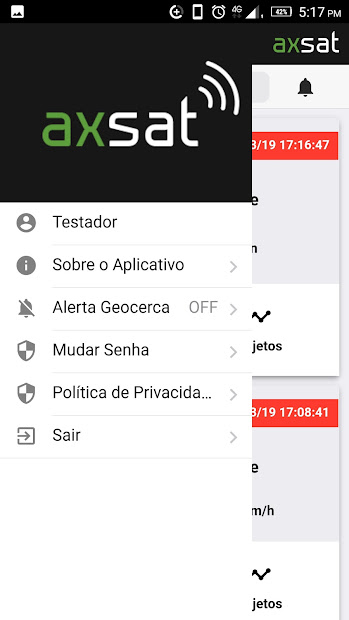 4G 42% 5:17 PM
axsat
axsat
3/19 17:16:47
e
n
Testador
Sobre o Aplicativo
Alerta Geocerca OFF
jetos
Mudar Senha
Política de Privacida...
3/19 17:08:41
Sair
e
m/h
jetos